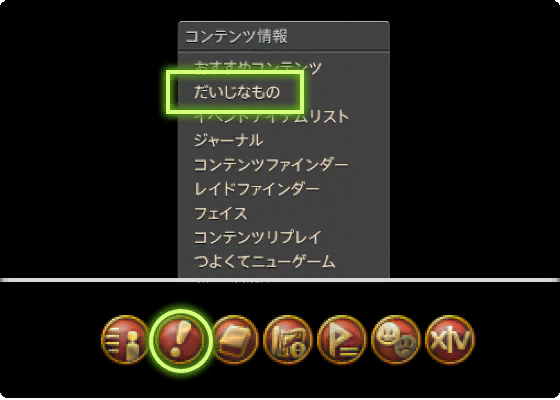 コンテンツ情報
おすすめコンテンツ
だいじなもの
イベントアイテムリスト
ジャーナル
コンテンツファインダー
レイドファインダー
フェイス
コンテンツリプレイ
つよくてニューゲーム
XIV